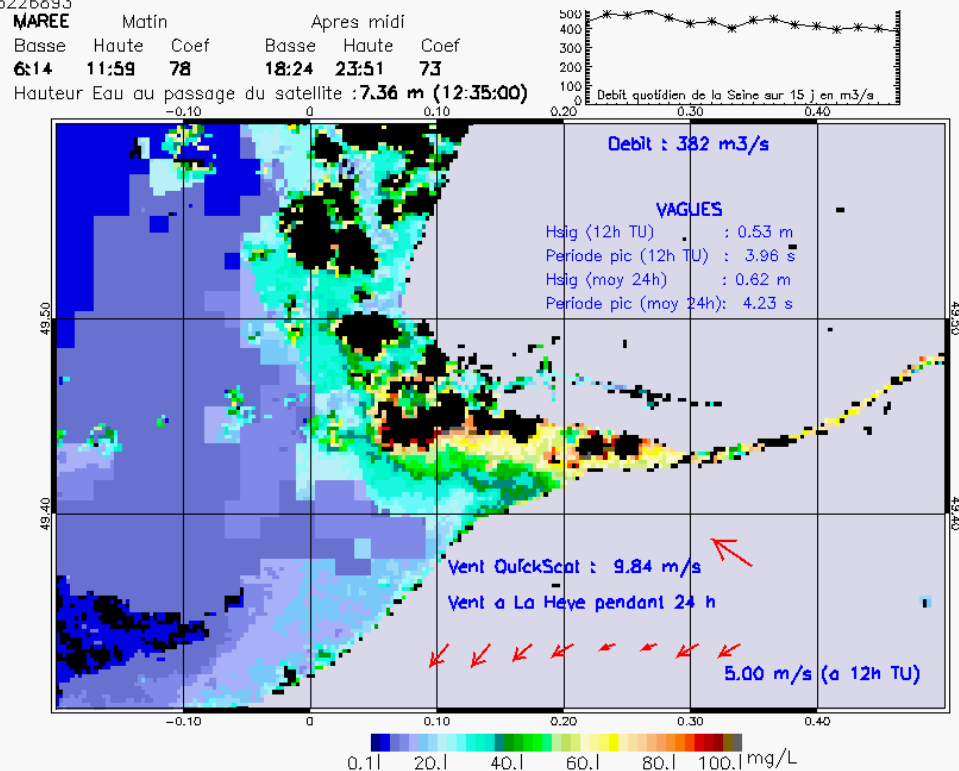 MAREE Matin Apres midi
Basse Haute Coef Basse Haute Coef
6:14 11:59 78 18:24 23:51 73
Hauteur Eau au passage du satellite :7.36 m (12:35:00)
500
400
300
200
100
0
Debit quotidien de la Seine sur 15 j en m3/s
-0.10 0 0.10 0.20 0.30 0.40
Debit : 382 m3/s
VAGUES
Hsig (12h TU) : 0.53 m
Periode pic (12h TU) : 3.96 s
Hsig (moy 24h) : 0.62 m
Periode pic (moy 24h): 4.23 s
49.50 49.50
49.40 49.40
Vent QuickScat : 9.84 m/s
Vent a La Heve pendant 24 h
5.00 m/s (a 12h TU)
-0.10 0 0.10 0.20 0.30 0.40
0.1| 20.| 40.| 60.| 80.| 100.| mg/L